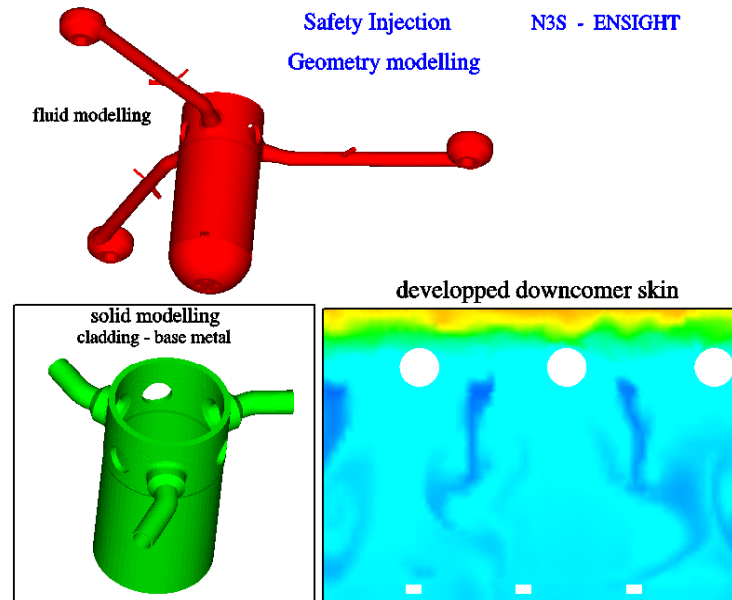 Safety Injection N3S - ENSIGHT
Geometry modelling
fluid modelling
developped downcomer skin
solid modelling
cladding - base metal